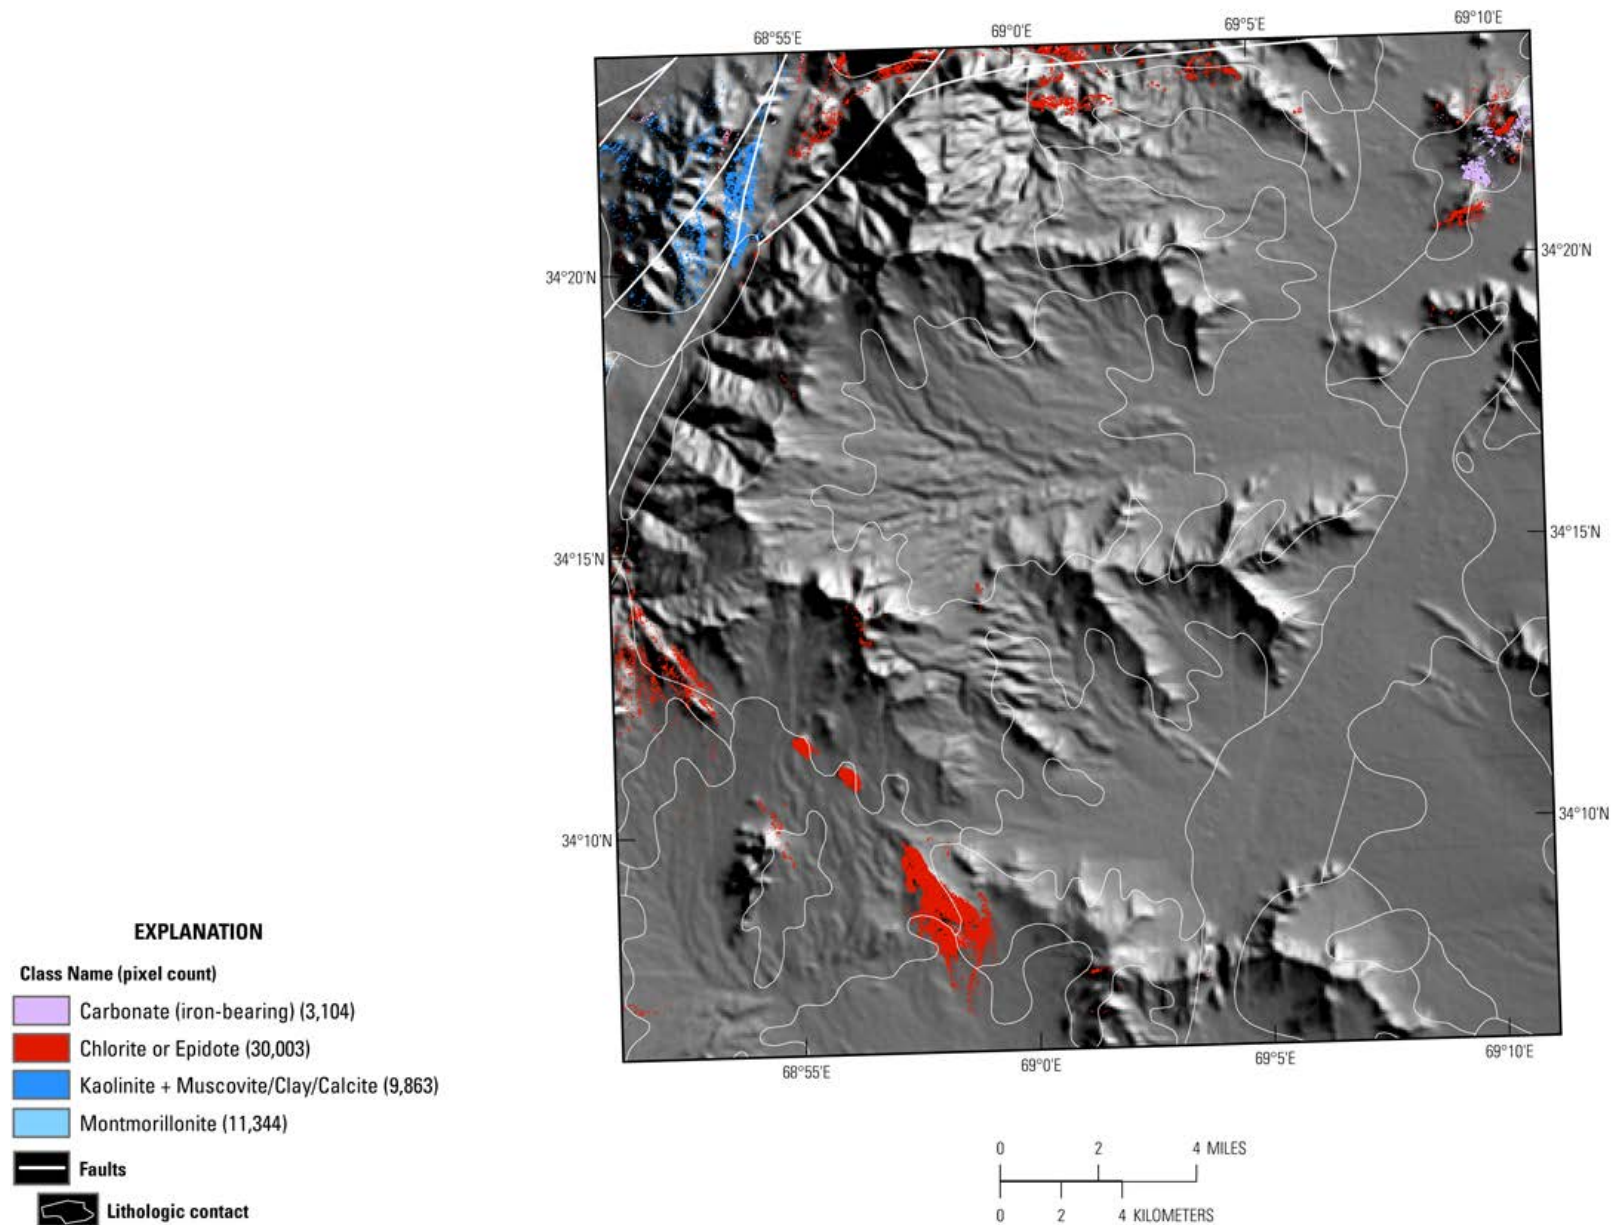 68°55'E
69°0'E
69°5'E
69°10'E
34°20'N
34°20'N
34°15'N
34°15'N
34°10'N
34°10'N
68°55'E
69°0'E
69°5'E
69°10'E
EXPLANATION
Class Name (pixel count)
Carbonate (iron-bearing) (3,104)
Chlorite or Epidote (30,003)
Kaolinite + Muscovite/Clay/Calcite (9,863)
Montmorillonite (11,344)
Faults
Lithologic contact
0 2 4 MILES
0 2 4 KILOMETERS